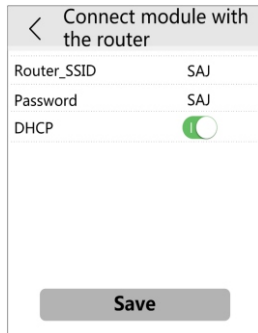 Connect module with
the router
Router_SSID SAJ
Password SAJ
DHCP
Save